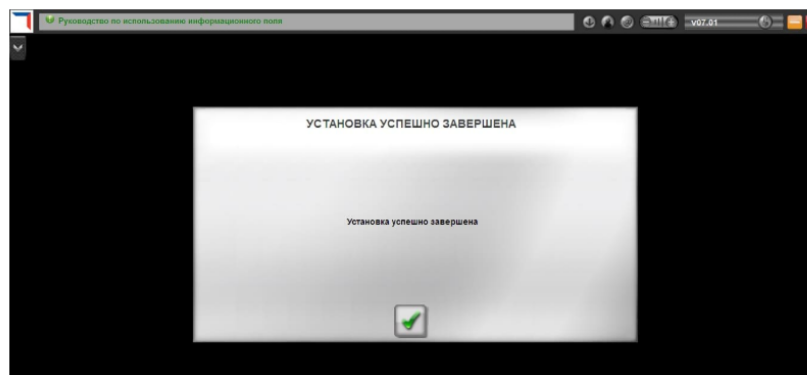 Руководство по использованию информационного поля
v07.01
УСТАНОВКА УСПЕШНО ЗАВЕРШЕНА
Установка успешно завершена